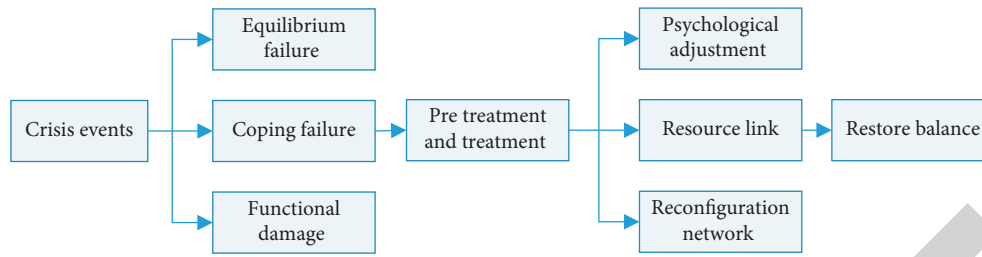 Crisis events
Equilibrium
failure
Coping failure
Functional
damage
Pre treatment
and treatment
Psychological
adjustment
Resource link
Reconfiguration
network
Restore balance